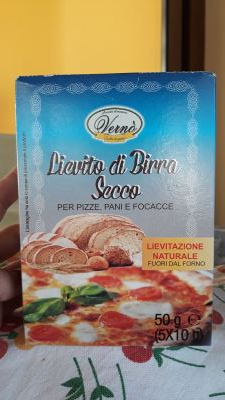 Vernò
Lievito di Birra
Secco
PER PIZZE, PANI E FOCACCE
LIEVITAZIONE
NATURALE
FUORI DAL FORNO
50 g e
(5X10